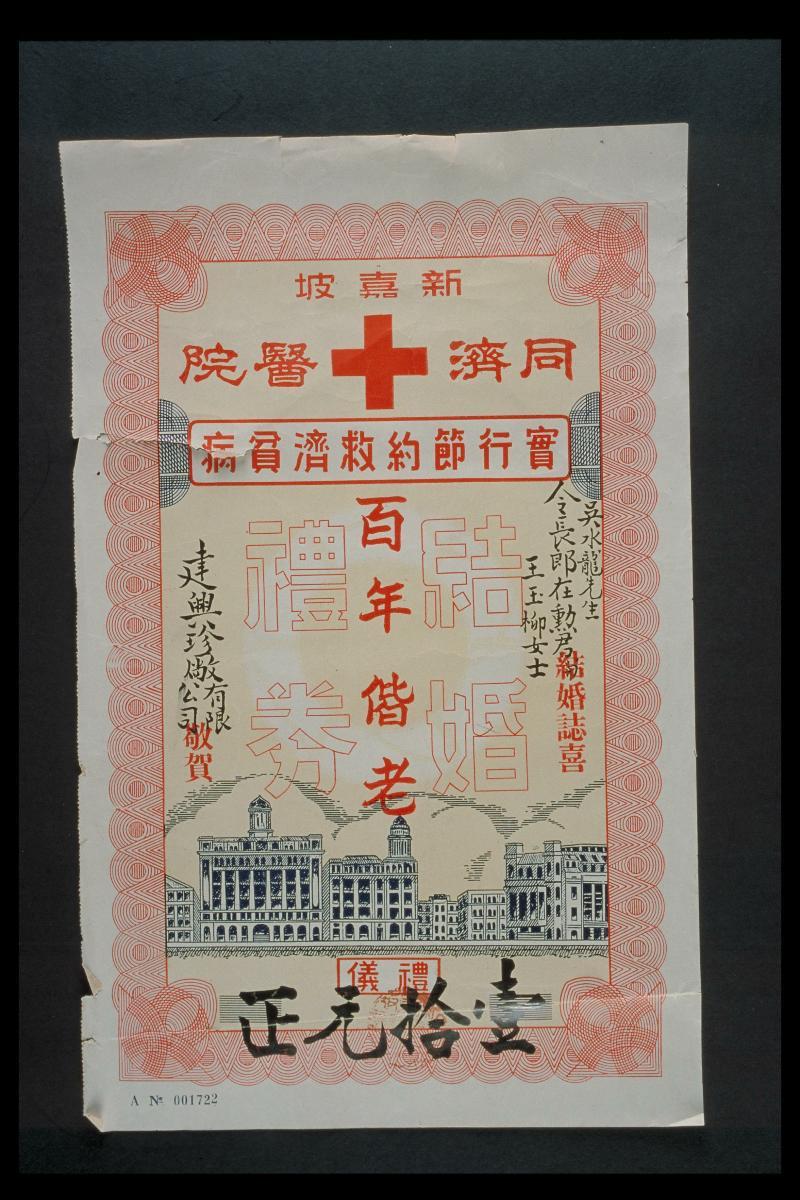 新嘉坡
同濟醫院
實行節約救濟貧病
吳水龍先生
令長郎在勲君
王玉柳女士
結婚誌喜
結婚
百年偕老
禮券
建興珍廠有限公司
敬賀
禮儀
壹拾元正
A № 001722